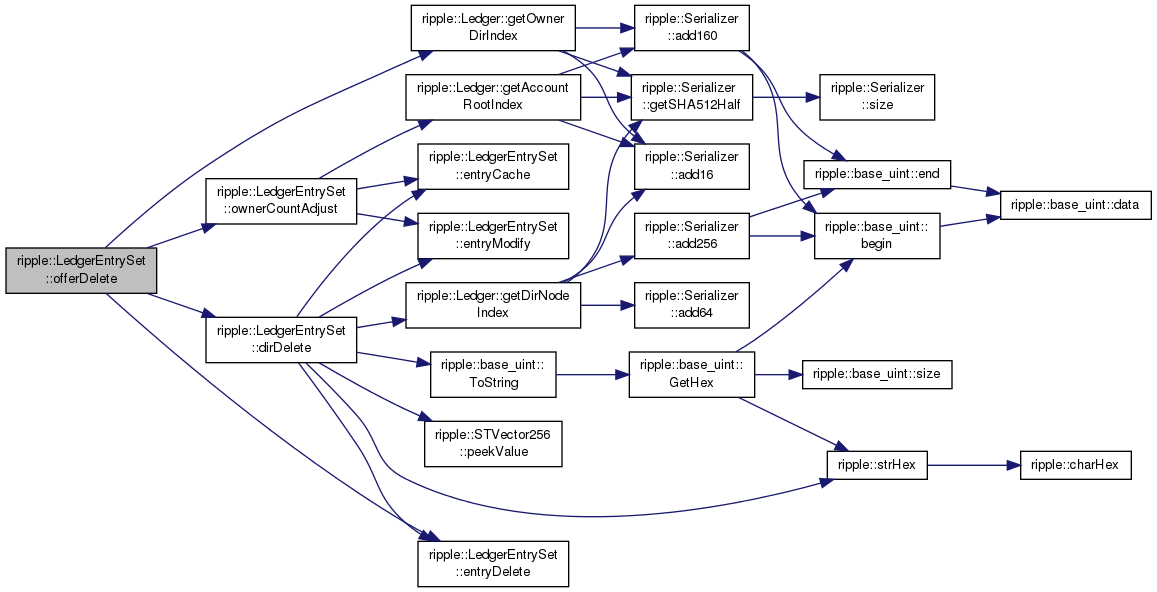 ripple::LedgerEntrySet
::offerDelete
ripple::Ledger::getOwner
DirIndex
ripple::LedgerEntrySet
::ownerCountAdjust
ripple::Ledger::getAccount
RootIndex
ripple::LedgerEntrySet
::entryCache
ripple::LedgerEntrySet
::entryModify
ripple::LedgerEntrySet
::dirDelete
ripple::Ledger::getDirNode
Index
ripple::base_uint::
ToString
ripple::STVector256
::peekValue
ripple::LedgerEntrySet
::entryDelete
ripple::Serializer
::add160
ripple::Serializer
::getSHA512Half
ripple::Serializer
::add16
ripple::Serializer
::add256
ripple::Serializer
::add64
ripple::base_uint::
GetHex
ripple::Serializer
::size
ripple::base_uint::end
ripple::base_uint::
begin
ripple::base_uint::size
ripple::strHex
ripple::base_uint::data
ripple::charHex